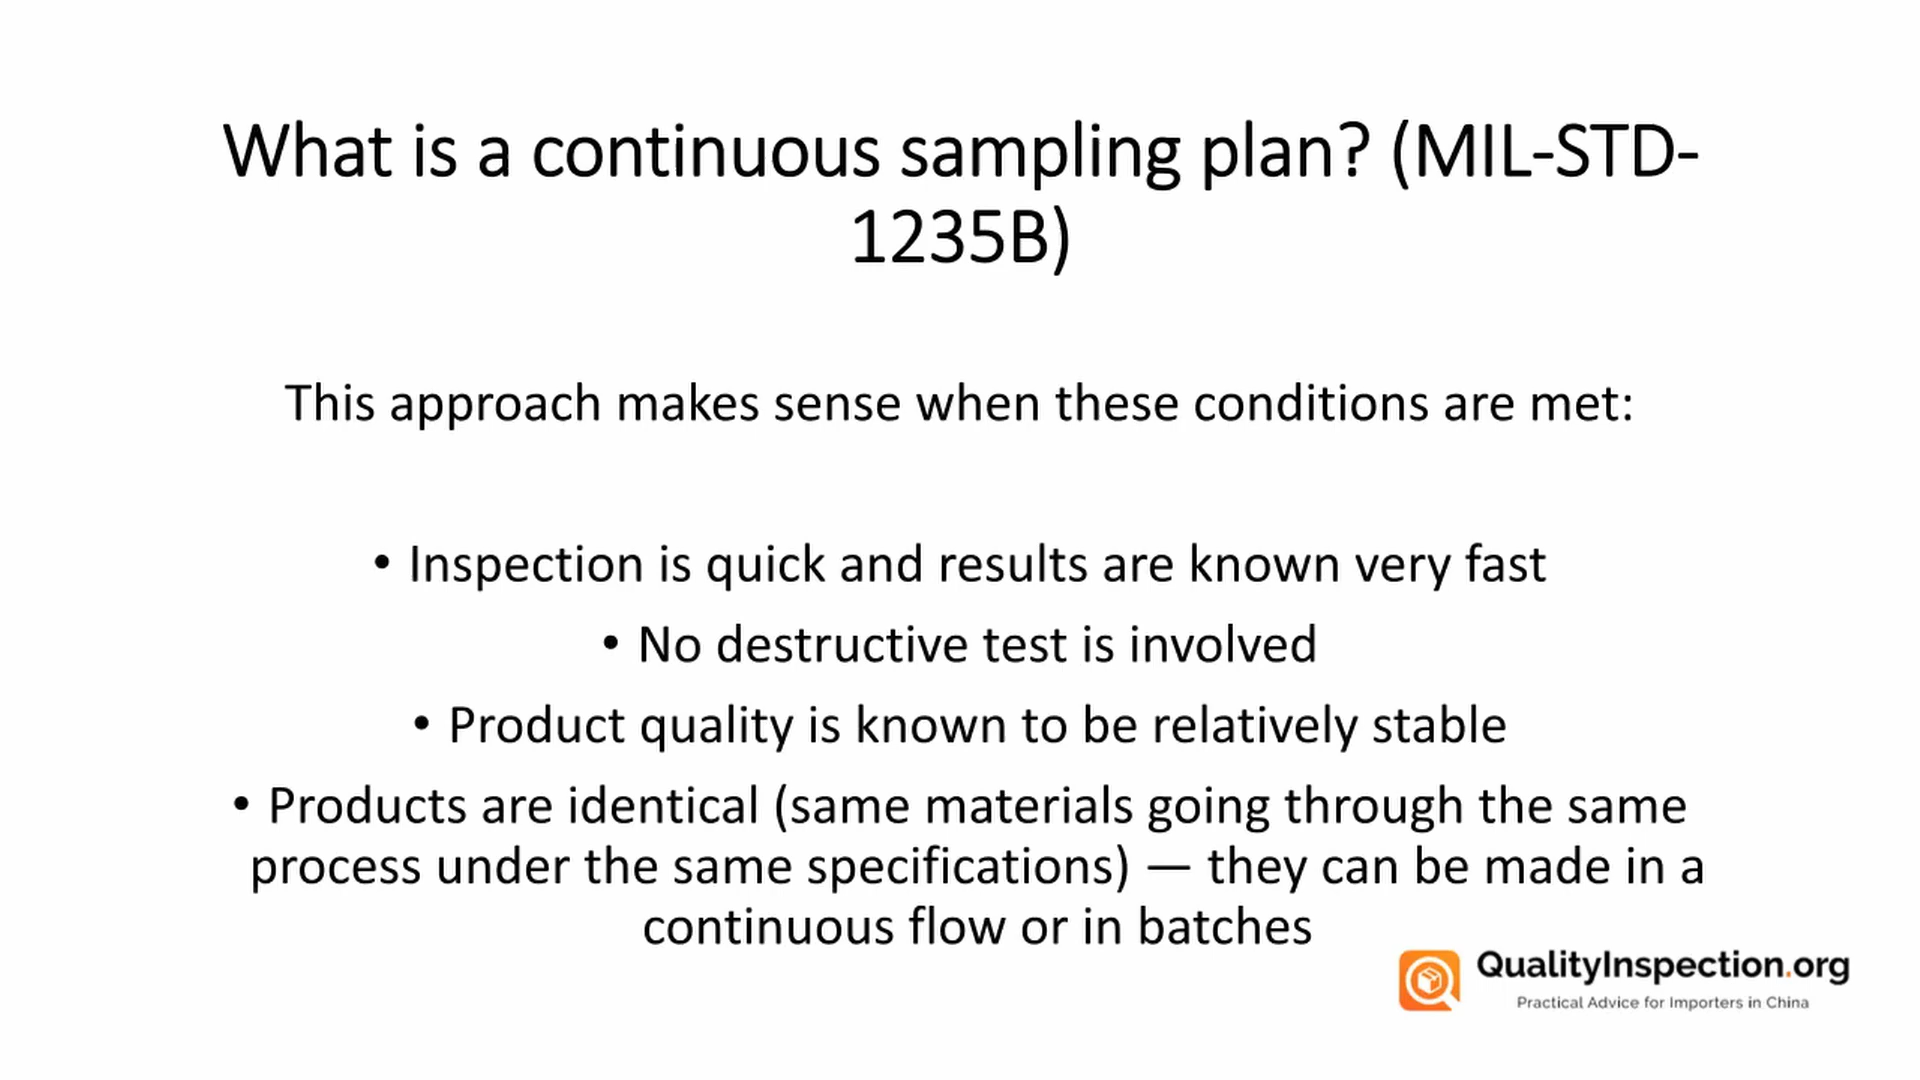 What is a continuous sampling plan? (MIL-STD-
1235B)
This approach makes sense when these conditions are met:
• Inspection is quick and results are known very fast
• No destructive test is involved
• Product quality is known to be relatively stable
• Products are identical (same materials going through the same
process under the same specifications) — they can be made in a
continuous flow or in batches
QualityInspection.org
Practical Advice for Importers in China